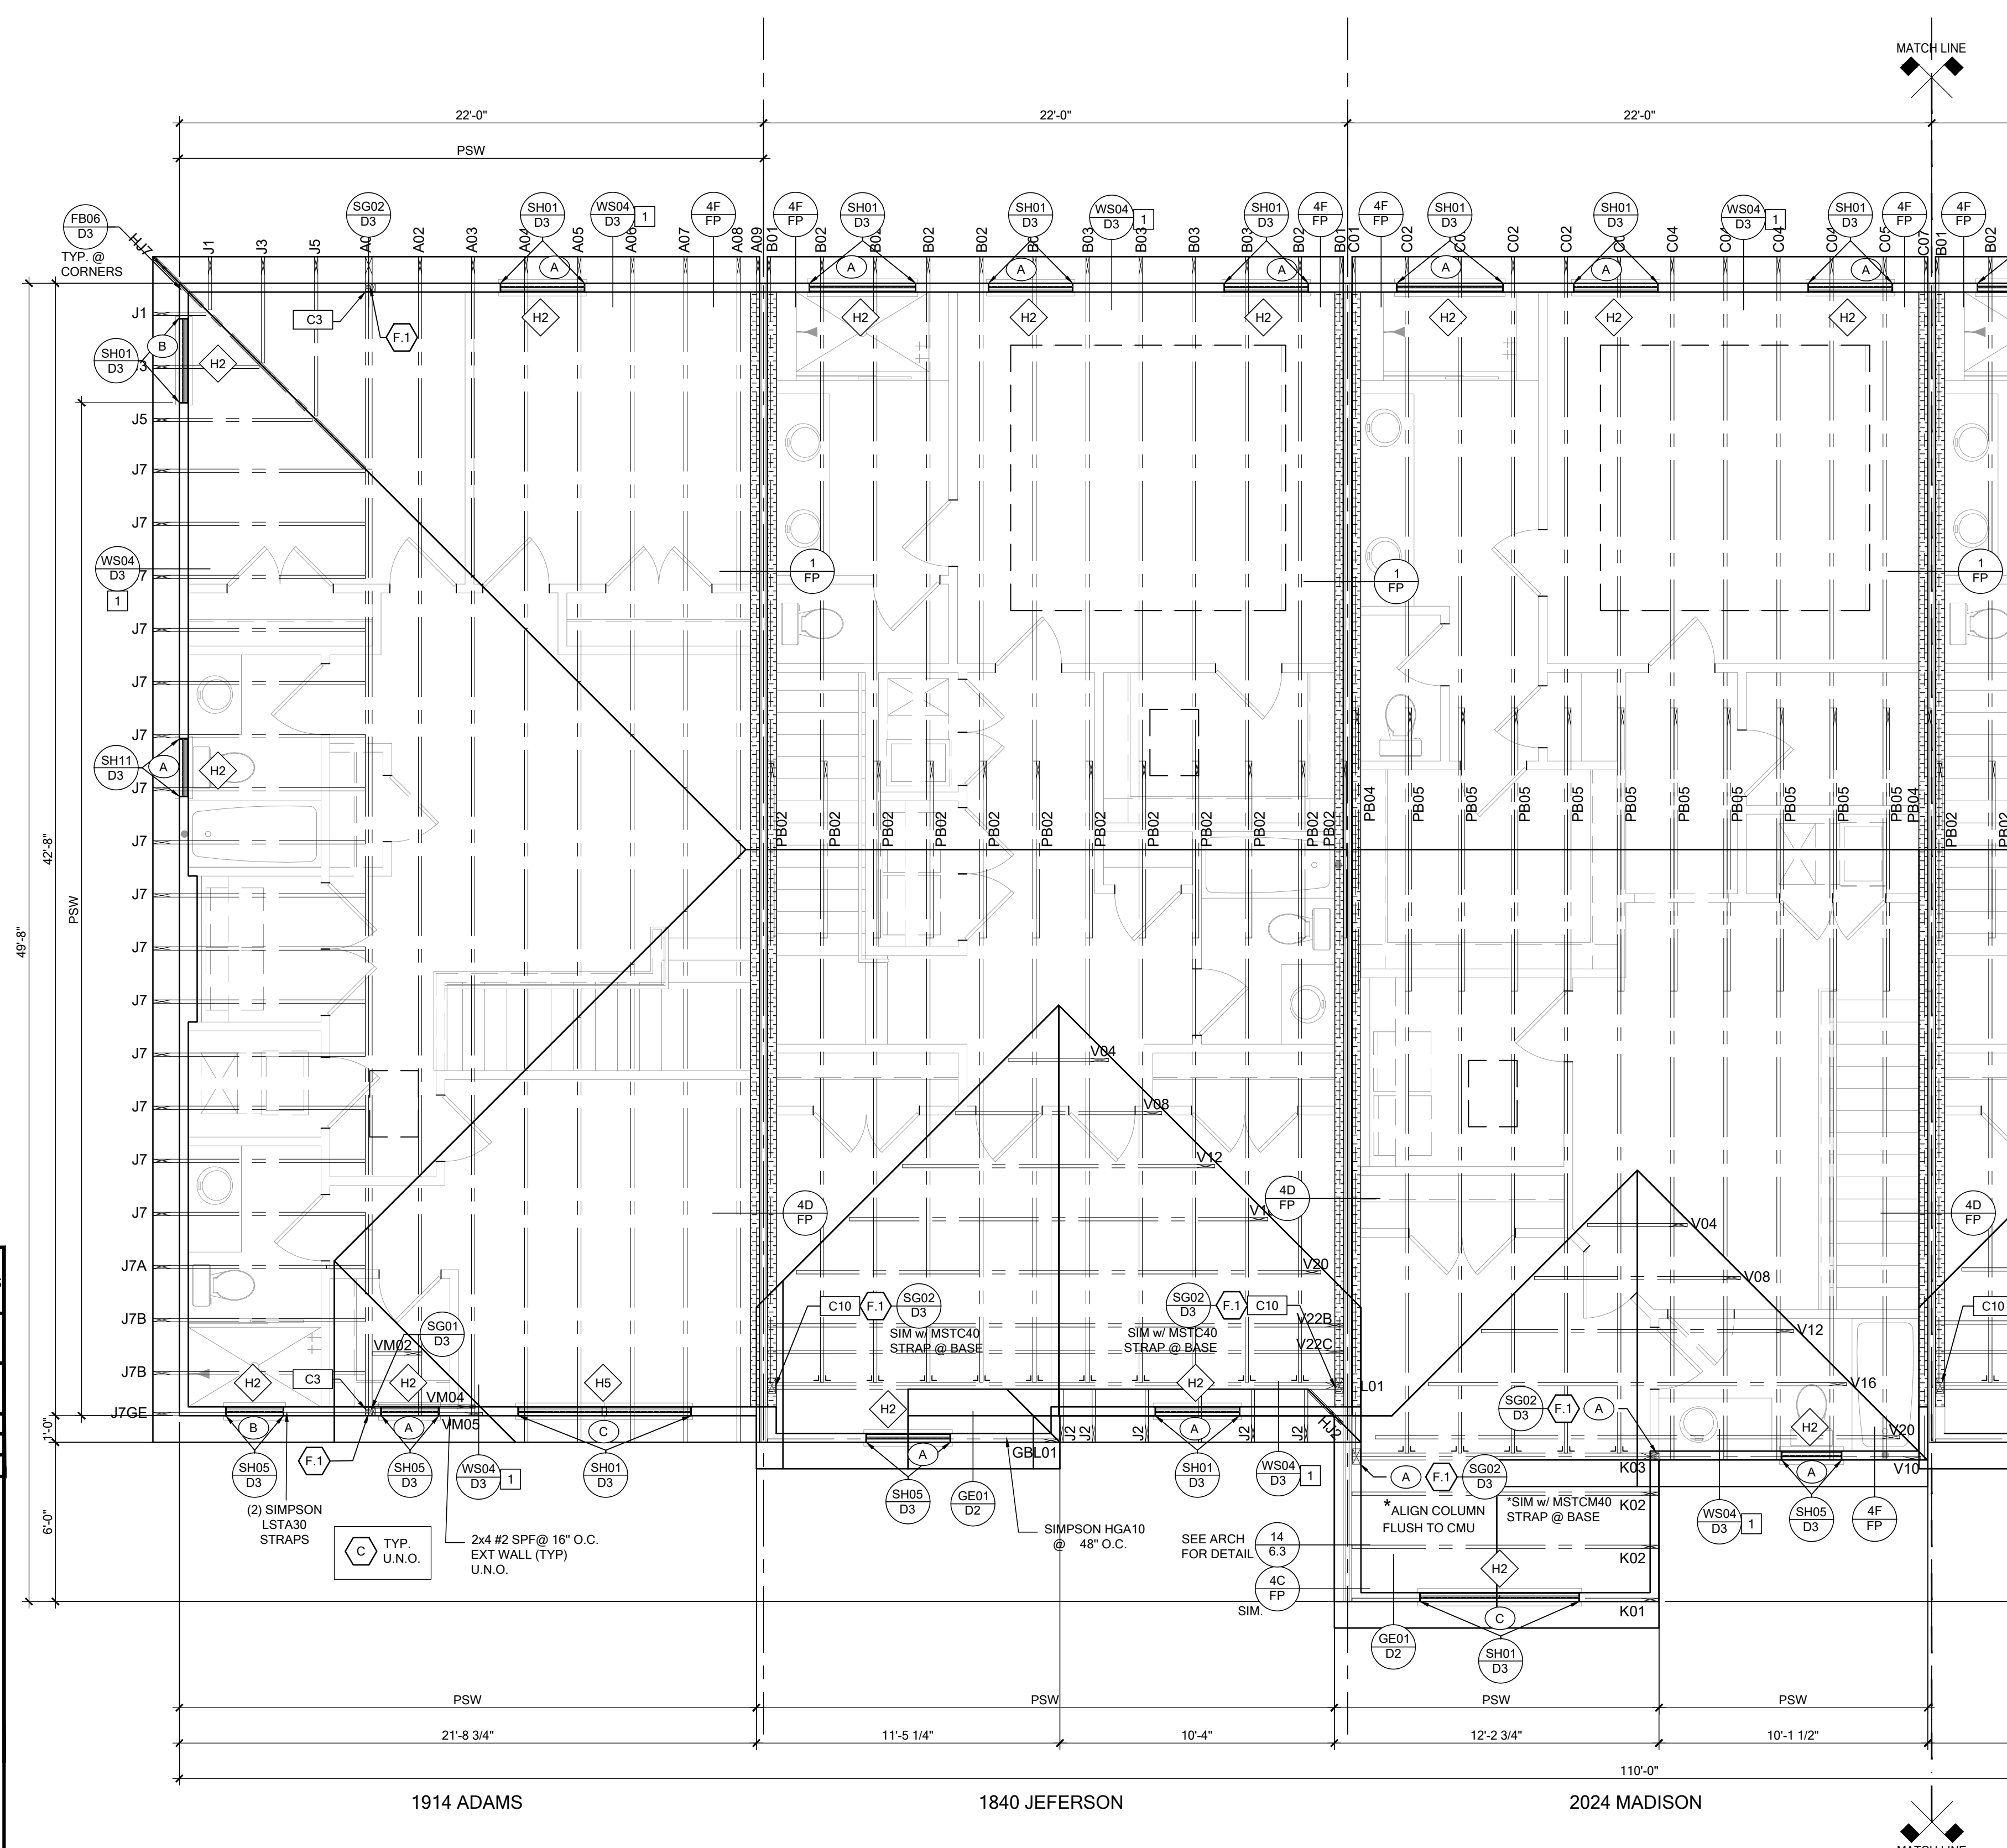 MATCH LINE
22'-0" 22'-0" 22'-0"
PSW
FB06 D3
TYP. @
CORNERS
HJ7
J1 J3 J5
SG02 D3
SH01 D3
WS04 D3 1
4F FP
4F FP
SH01 D3
SH01 D3
WS04 D3 1
SH01 D3
4F FP
4F FP
SH01 D3
SH01 D3
WS04 D3 1
SH01 D3
4F FP
4F FP
A02 A03 A04 A05 A06 A07 A08 A09
B01 B02 B02 B02 B03 B03 B03 B02 B01
C01 C02 C02 C02 C04 C04 C05 C07
B01 B02
A A A A A A A
C3
F.1
H2 H2 H2 H2 H2 H2 H2
J1
SH01 D3
B
H2
J5
J7
J7
WS04 D3
1
1 FP
1 FP
1 FP
J7
J7
J7
SH11 D3
A
H2
J7
J7
42'-8"
PSW
49'-8"
PB02 PB02 PB02 PB02 PB02 PB02 PB02 PB02 PB02 PB02 PB02 PB02
PB04 PB05 PB05 PB05 PB05 PB05 PB05 PB05 PB05 PB05 PB05 PB04
PB02
J7
J7
J7
J7
V04
J7
V08
J7
V12
J7
4D FP
4D FP
4D FP
V04
J7A
V20
V08
J7B
SG01 D3
C10 F.1 SG02 D3
SIM w/ MSTC40
STRAP @ BASE
SG02 D3 F.1 C10
SIM w/ MSTC40
STRAP @ BASE
V22B
V22C
C10
VM02
V12
J7B
H2
C3
H2
H5
H2
H2
L01
V16
VM04
VM05
J7GE
B
A
C
A
A
J2 J2 J2 J2 J2
HJ2
GBL01
SG02 D3 F.1 A
H2
V20
V10
A
1'-0"
6'-0"
F.1
SH05 D3
SH05 D3
WS04 D3 1
SH01 D3
SH05 D3
GE01 D2
SH01 D3
WS04 D3 1
A F.1 SG02 D3
K03
K02
*ALIGN COLUMN
FLUSH TO CMU
*SIM w/ MSTCM40
STRAP @ BASE
WS04 D3 1
SH05 D3
4F FP
(2) SIMPSON
LSTA30
STRAPS
C TYP.
U.N.O.
2x4 #2 SPF@ 16" O.C.
EXT WALL (TYP)
U.N.O.
SIMPSON HGA10
@ 48" O.C.
SEE ARCH
FOR DETAIL
14 6.3
4C FP
SIM.
K02
H2
C
K01
GE01 D2
SH01 D3
PSW PSW PSW PSW
21'-8 3/4" 11'-5 1/4" 10'-4" 12'-2 3/4" 10'-1 1/2"
110'-0"
1914 ADAMS 1840 JEFERSON 2024 MADISON